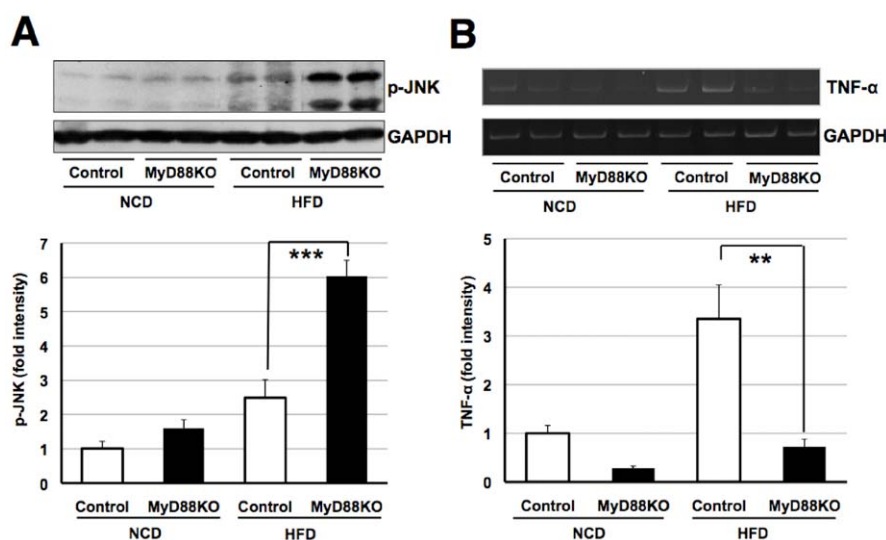 A
p-JNK
GAPDH
Control MyD88KO Control MyD88KO
NCD HFD
p-JNK (fold intensity)
7
6
5
4
3
2
1
0
***
Control MyD88KO Control MyD88KO
NCD HFD
B
TNF-α
GAPDH
Control MyD88KO Control MyD88KO
NCD HFD
TNF-α (fold intensity)
5
4
3
2
1
0
**
Control MyD88KO Control MyD88KO
NCD HFD